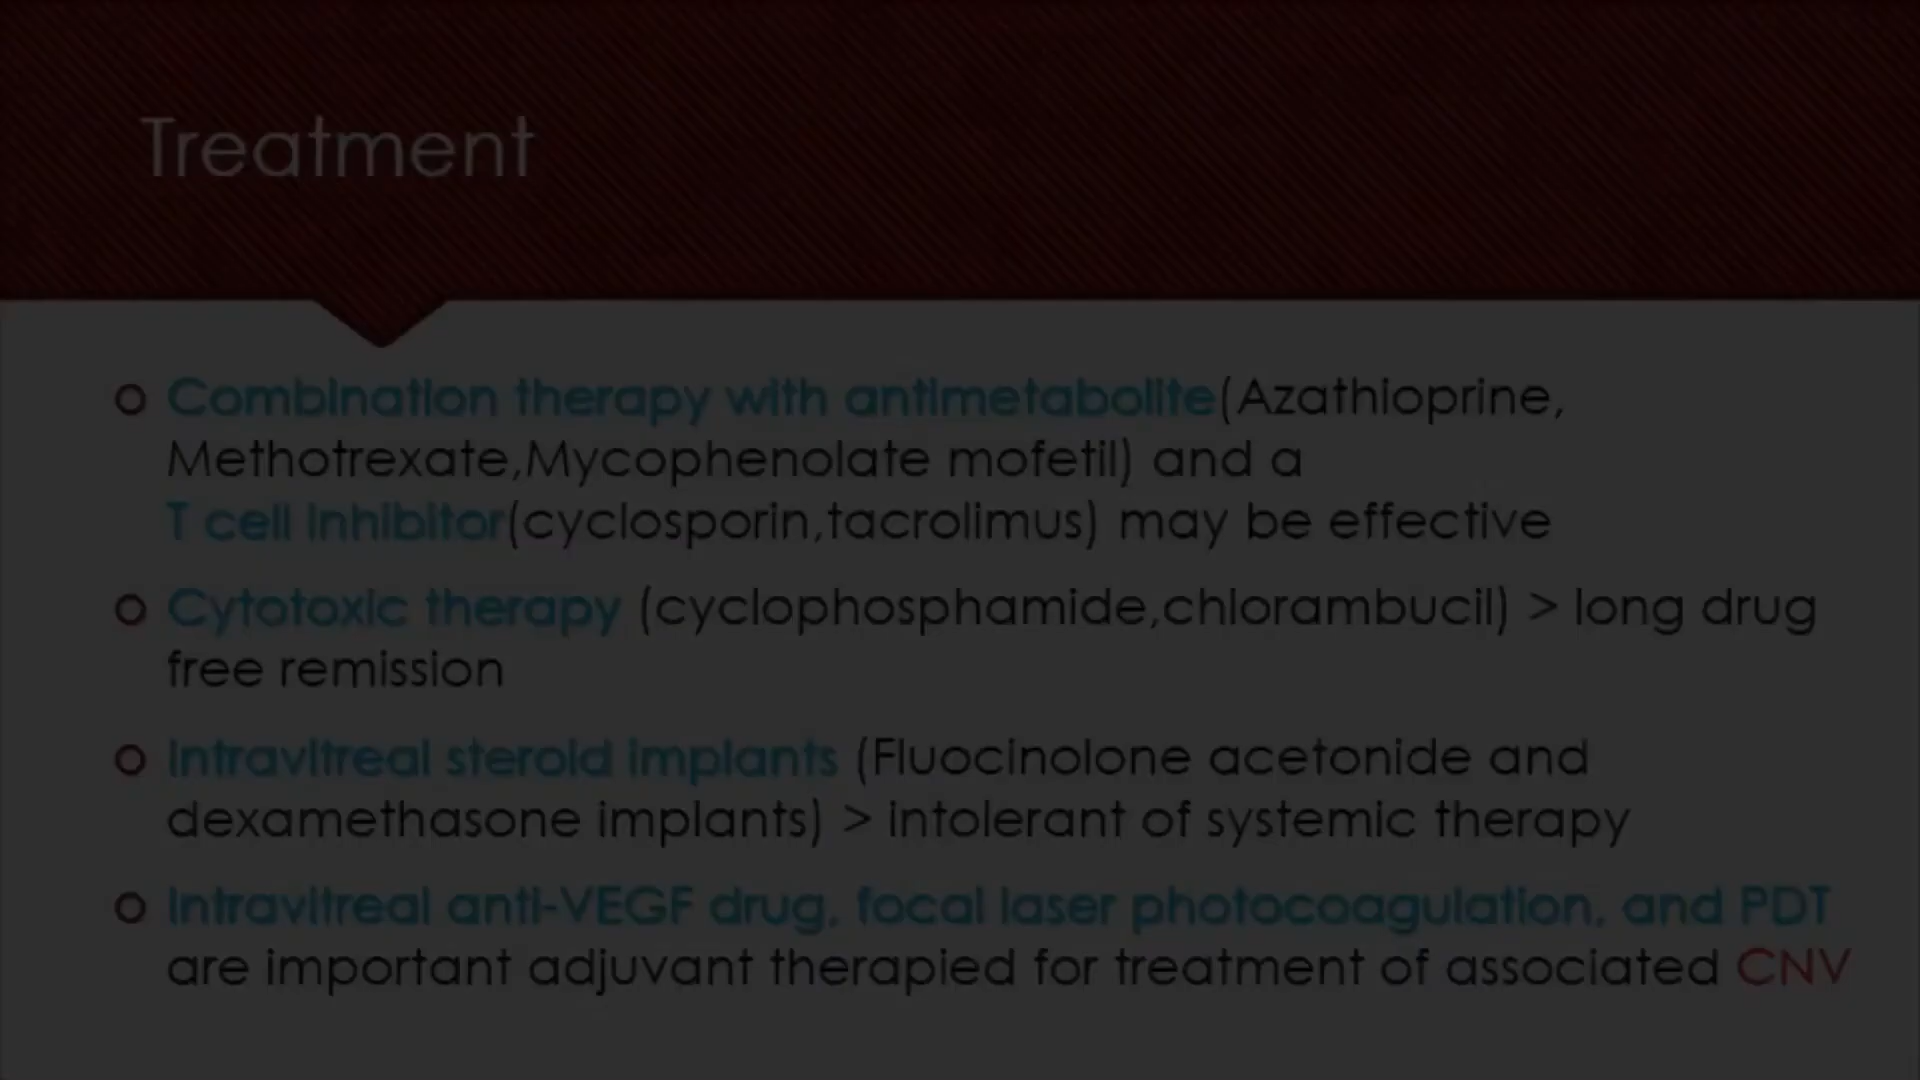 Treatment
Combination therapy with antimetabolite(Azathioprine,
Methotrexate,Mycophenolate mofetil) and a
T cell inhibitor(cyclosporin,tacrolimus) may be effective
Cytotoxic therapy (cyclophosphamide,chlorambucil) > long drug
free remission
Intravitreal steroid implants (Fluocinolone acetonide and
dexamethasone implants) > intolerant of systemic therapy
Intravitreal anti-VEGF drug, focal laser photocoagulation, and PDT
are important adjuvant therapied for treatment of associated CNV